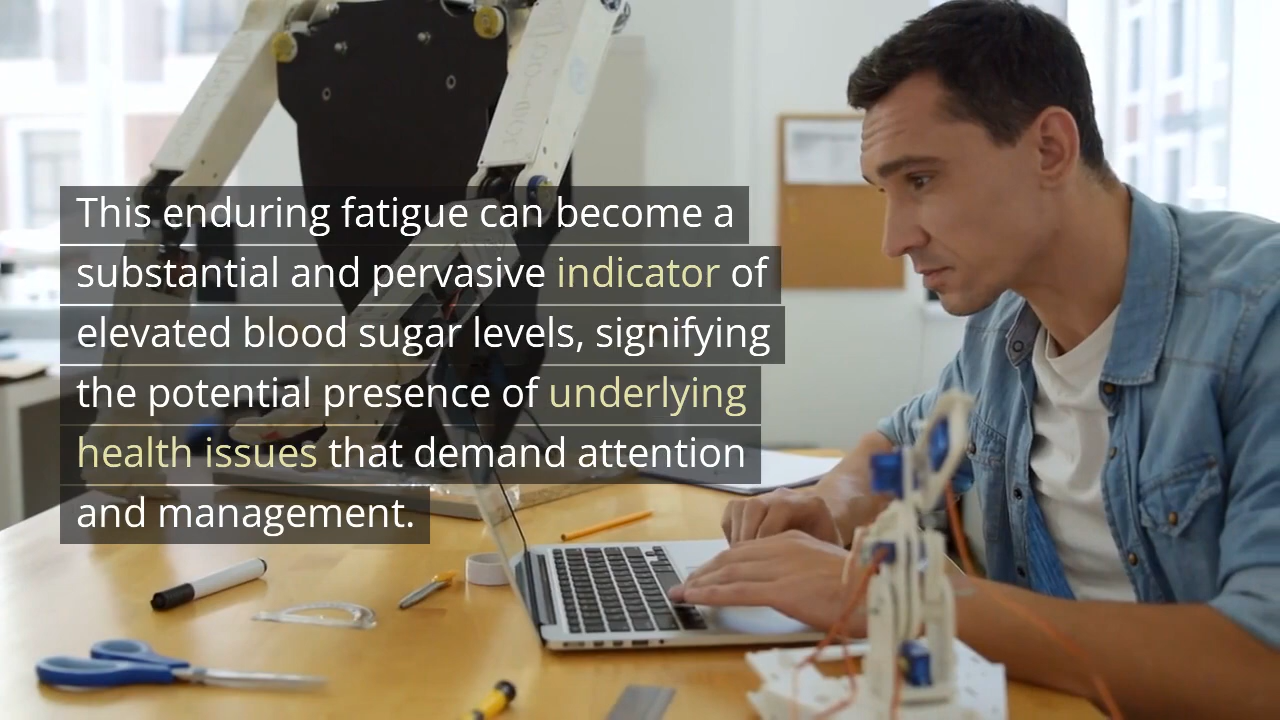 This enduring fatigue can become a
substantial and pervasive indicator of
elevated blood sugar levels, signifying
the potential presence of underlying
health issues that demand attention
and management.